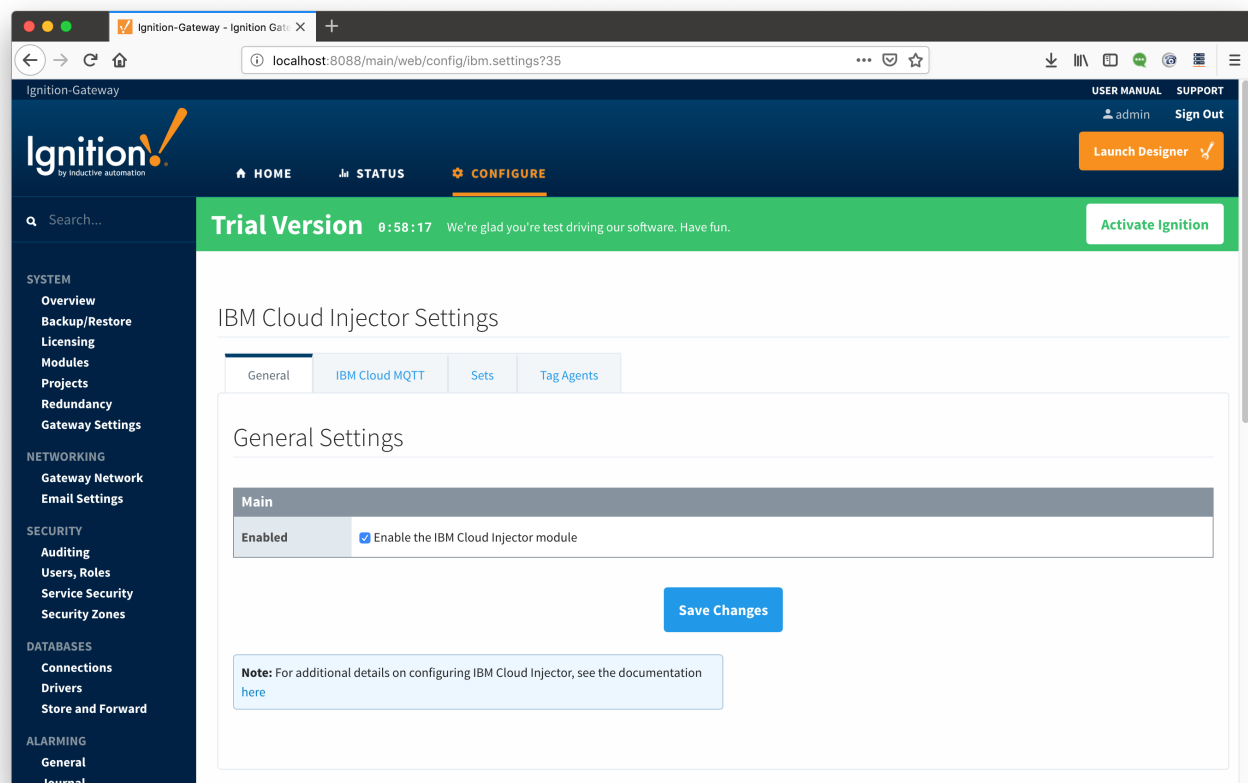 Ignition-Gateway - Ignition Gate
localhost:8088/main/web/config/ibm.settings?35
Ignition-Gateway
USER MANUAL SUPPORT
admin Sign Out
Ignition!
by inductive automation
Launch Designer
HOME STATUS CONFIGURE
Search...
Trial Version 0:58:17 We're glad you're test driving our software. Have fun.
Activate Ignition
SYSTEM
Overview
Backup/Restore
Licensing
Modules
Projects
Redundancy
Gateway Settings
NETWORKING
Gateway Network
Email Settings
SECURITY
Auditing
Users, Roles
Service Security
Security Zones
DATABASES
Connections
Drivers
Store and Forward
ALARMING
General
Journal
IBM Cloud Injector Settings
General IBM Cloud MQTT Sets Tag Agents
General Settings
Main
Enabled Enable the IBM Cloud Injector module
Save Changes
Note: For additional details on configuring IBM Cloud Injector, see the documentation
here